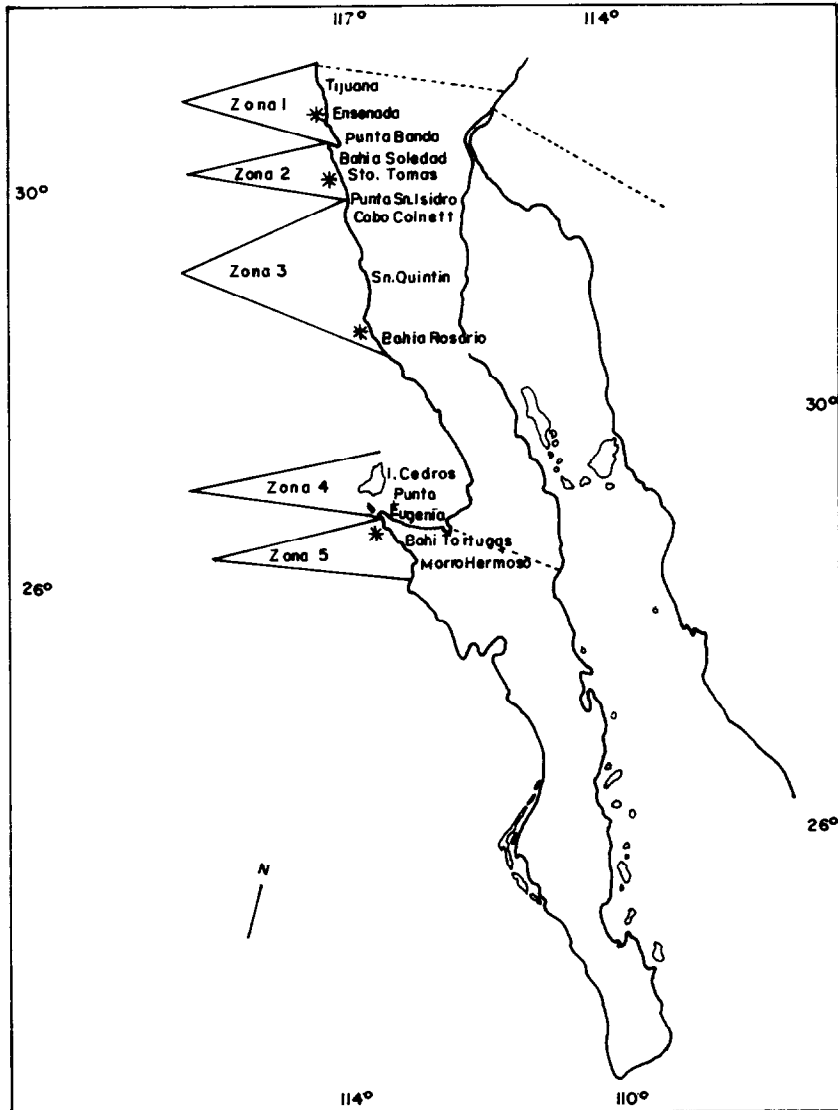 117° 114°
Tijuana
Zona 1
Ensenada
Punta Banda
Bahia Soledad
Zona 2
Sto. Tomas
30°
Punta Sn. Isidro
Cabo Colnett
Zona 3
Sn. Quintin
Bahia Rosario
30°
I. Cedros
Zona 4
Punta
Eugenia
Bahi Tortugas
Zona 5
Morro Hermoso
26°
26°
N
114° 110°